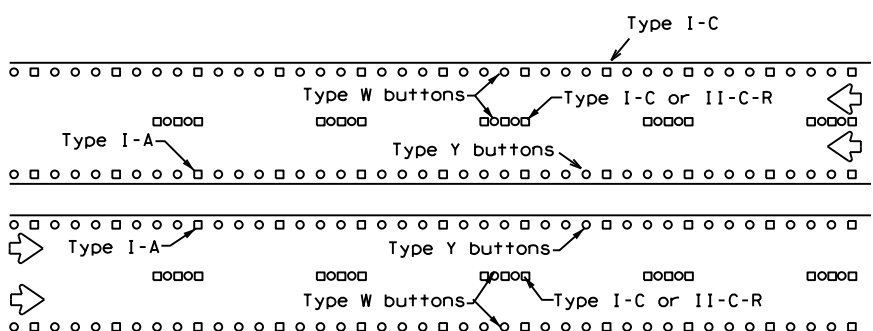 Type I-C
Type W buttons
Type I-C or II-C-R
Type I-A
Type Y buttons
Type I-A
Type Y buttons
Type W buttons
Type I-C or II-C-R